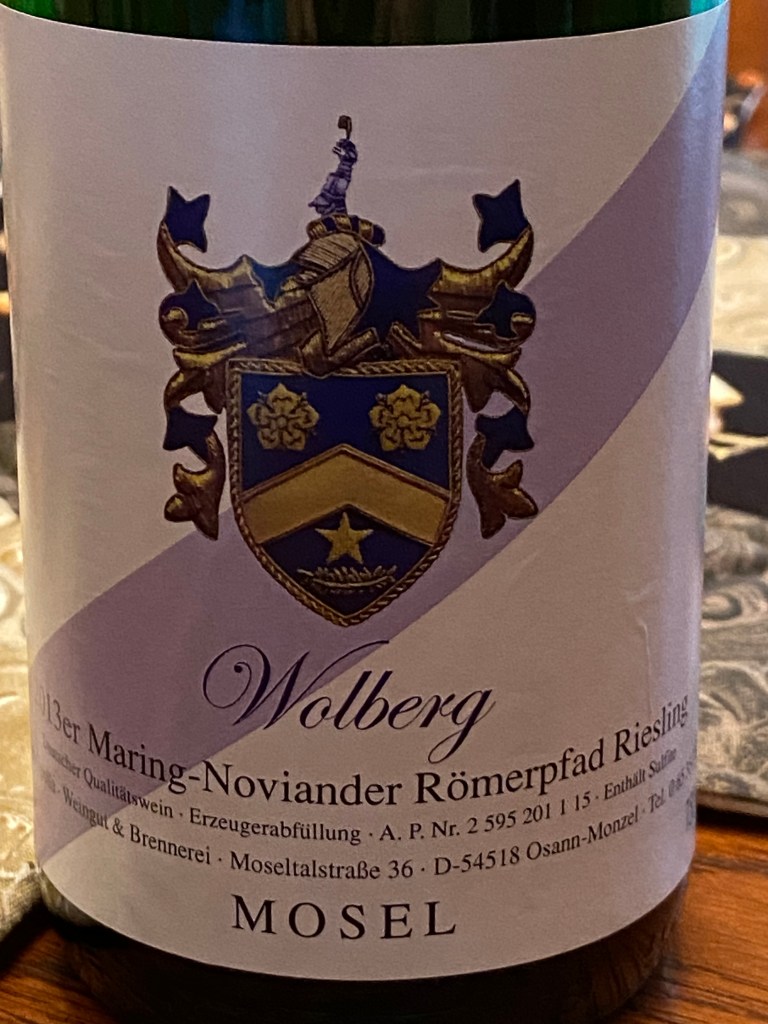 Wolberg
013er Maring-Noviander Römerpfad Riesling
Qualitätswein · Erzeugerabfüllung · A. P. Nr. 2 595 201 1 15 · Enthält Sulfite
Weingut & Brennerei · Moseltalstraße 36 · D-54518 Osann-Monzel · Tel.
MOSEL